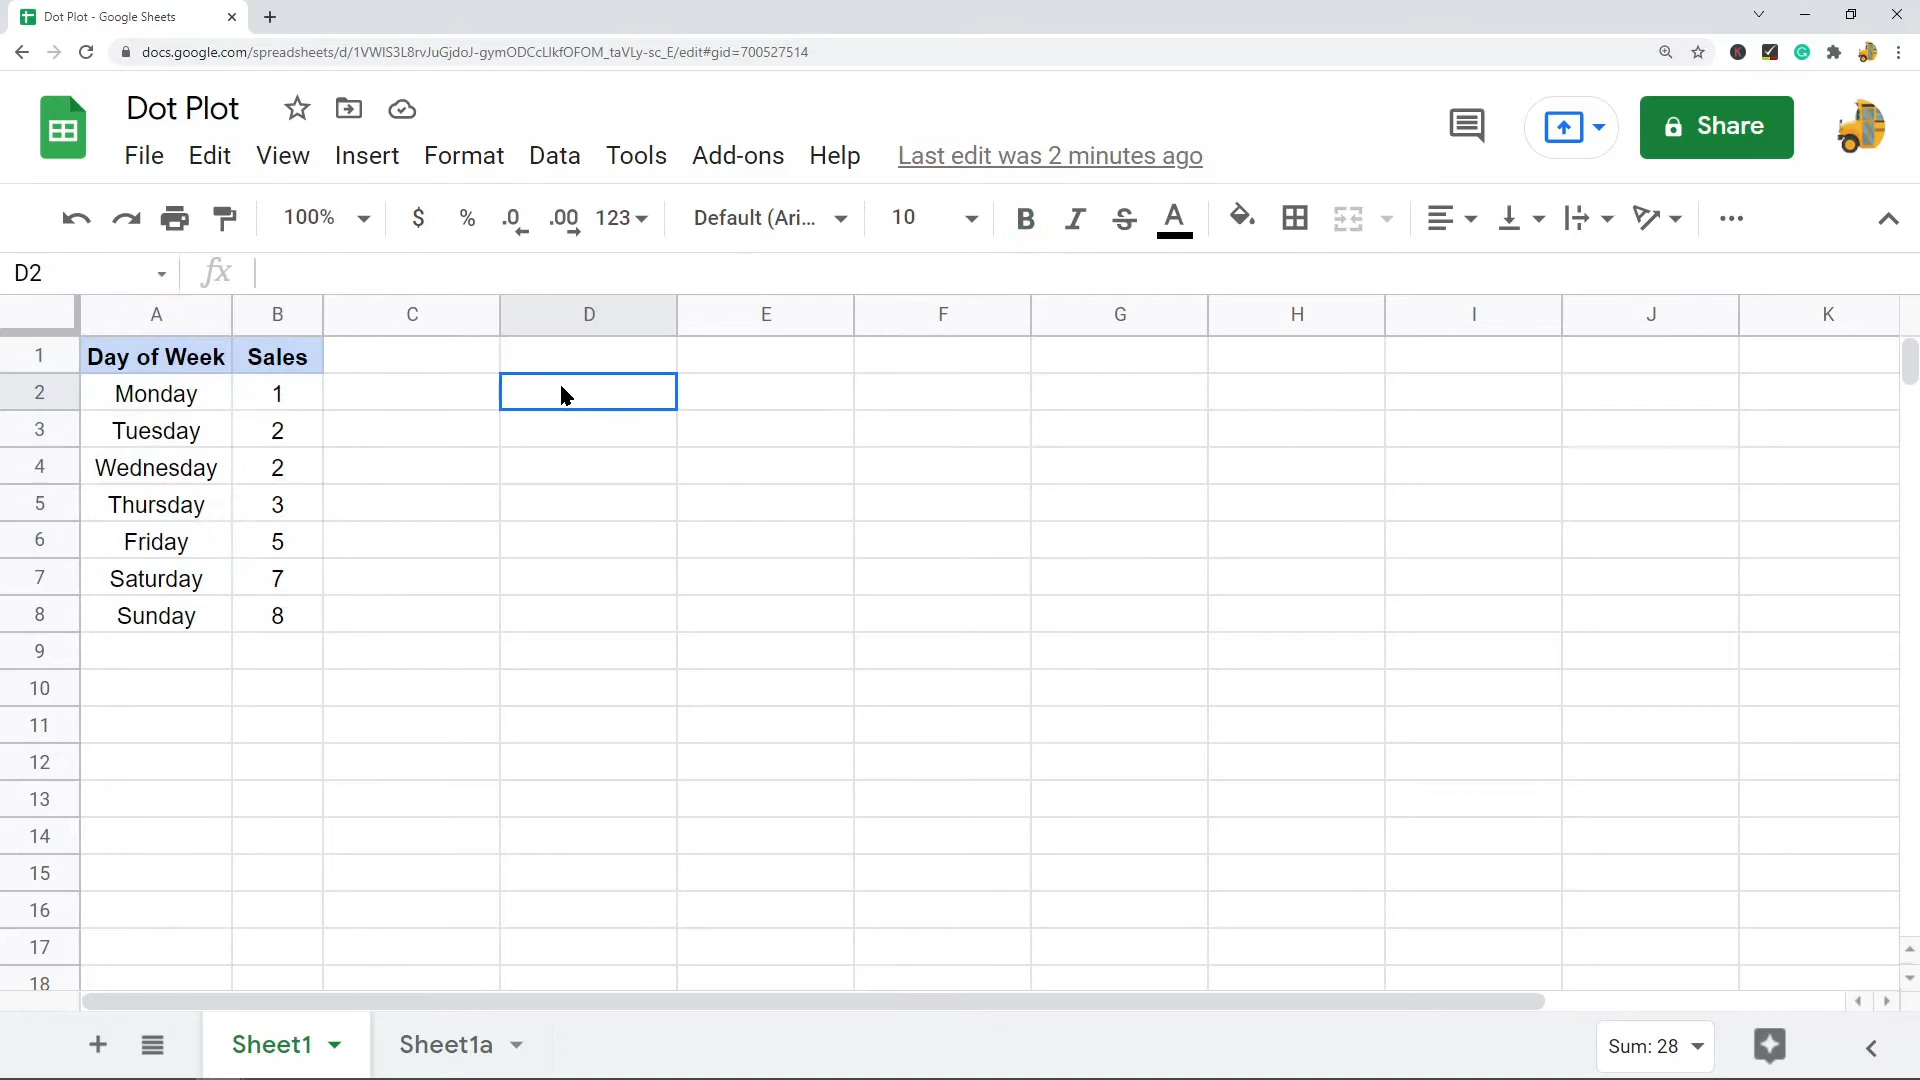 Dot Plot - Google Sheets
docs.google.com/spreadsheets/d/1VWIS3L8rvJuGjdoJ-gymODCcLIkfOFOM_taVLy-sc_E/edit#gid=700527514
Dot Plot
File Edit View Insert Format Data Tools Add-ons Help Last edit was 2 minutes ago
Share
100% $ % .0 .00 123 Default (Ari... 10 B I S A
D2 fx
A B C D E F G H I J K
1 Day of Week Sales
2 Monday 1
3 Tuesday 2
4 Wednesday 2
5 Thursday 3
6 Friday 5
7 Saturday 7
8 Sunday 8
9
10
11
12
13
14
15
16
17
18
Sheet1 Sheet1a Sum: 28